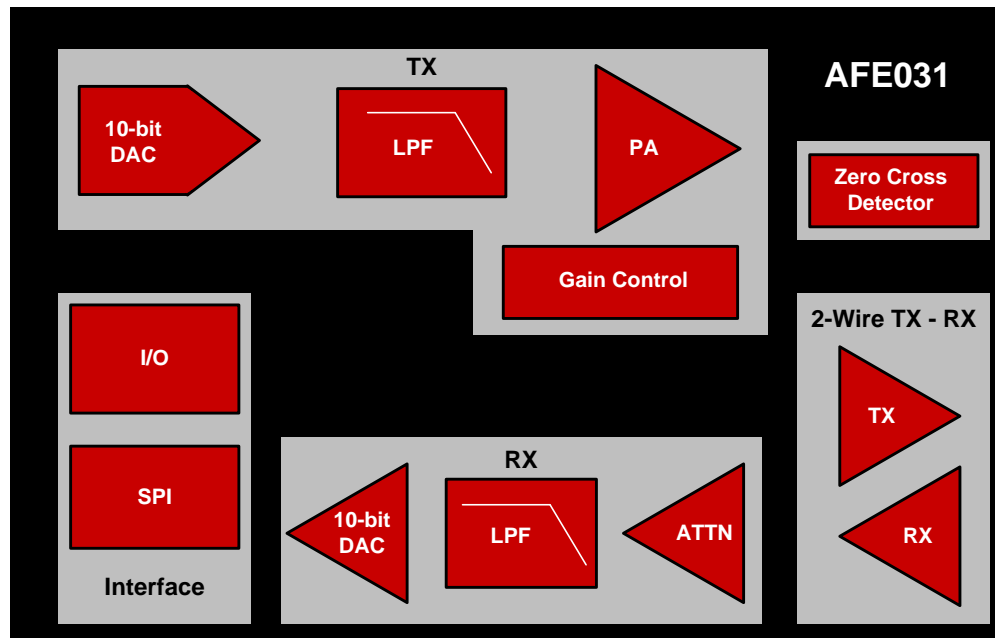 AFE031
TX
10-bit
DAC
LPF
PA
Gain Control
Zero Cross
Detector
I/O
SPI
Interface
RX
10-bit
DAC
LPF
ATTN
2-Wire TX - RX
TX
RX